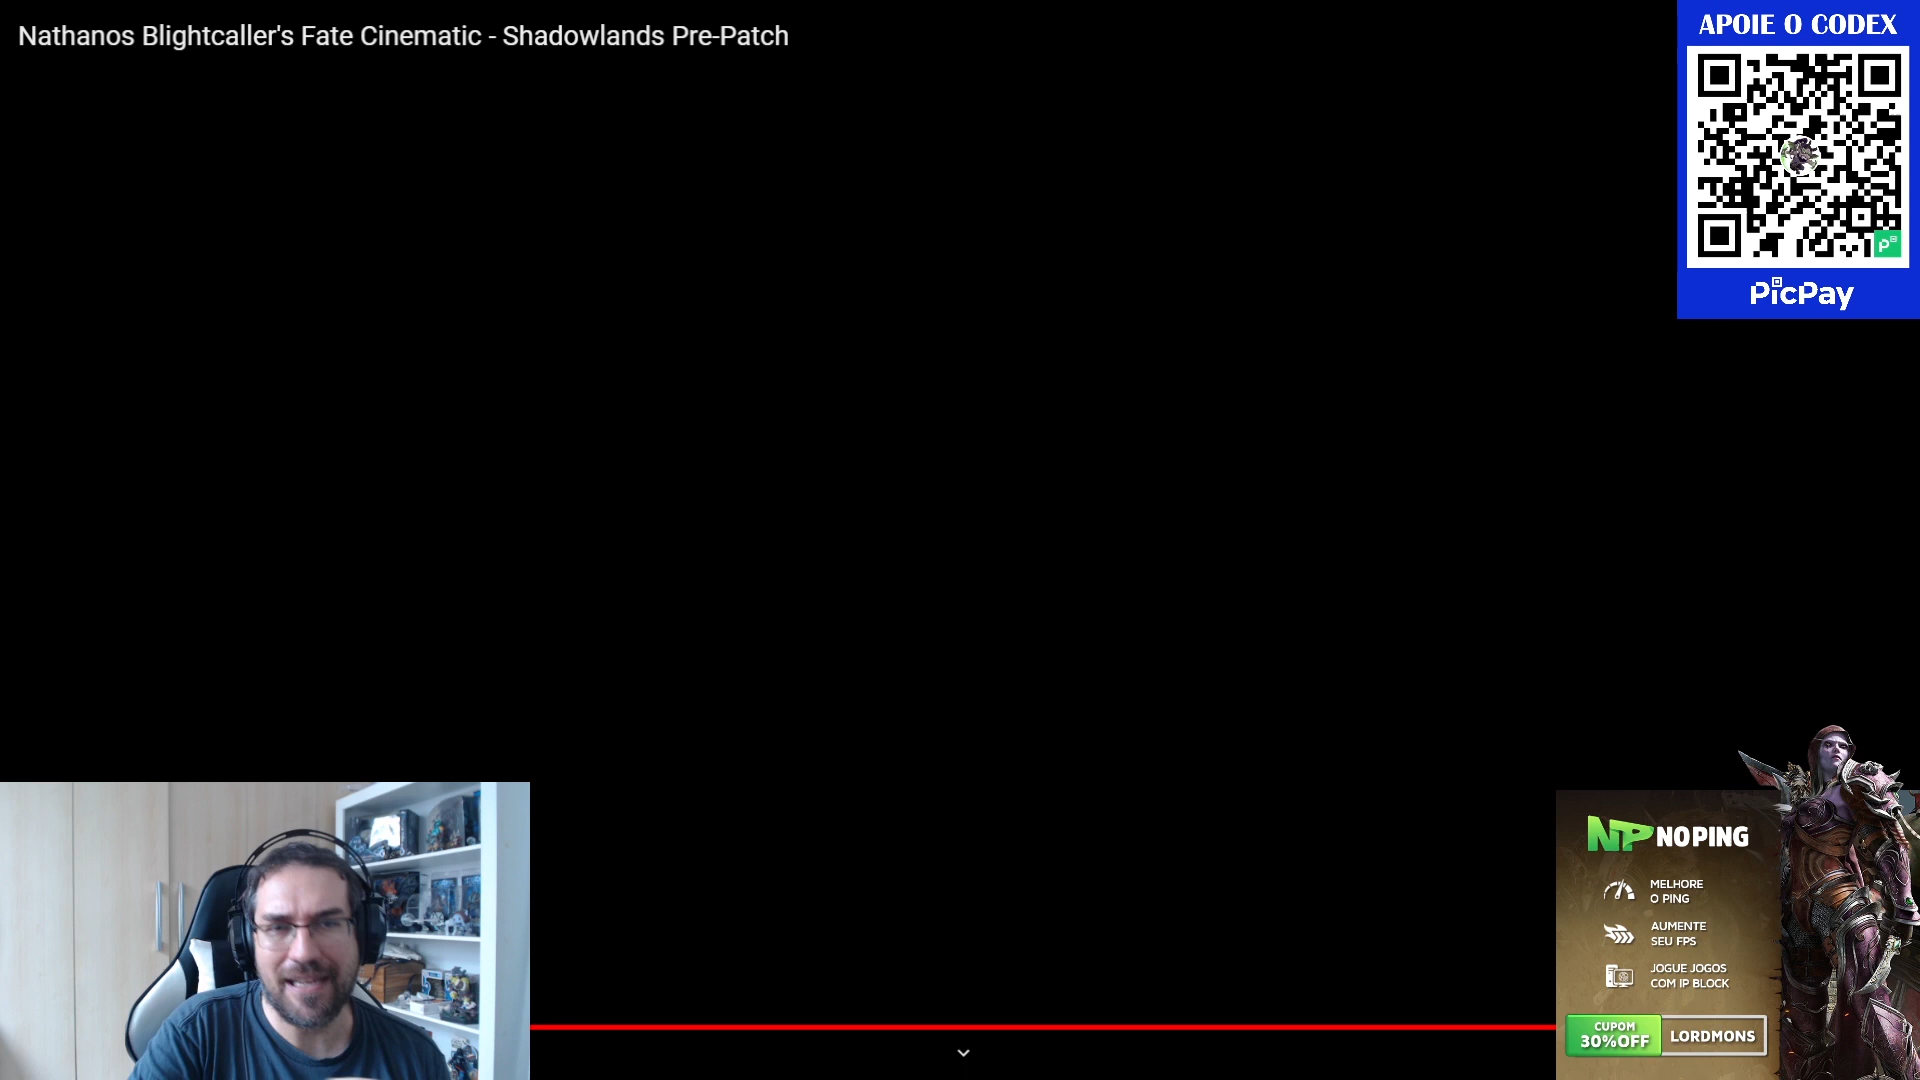 Nathanos Blightcaller's Fate Cinematic - Shadowlands Pre-Patch
APOIE O CODEX
PicPay
NP NOPING
MELHORE
O PING
AUMENTE
SEU FPS
JOGUE JOGOS
COM IP BLOCK
CUPOM
30%OFF
LORDMONS